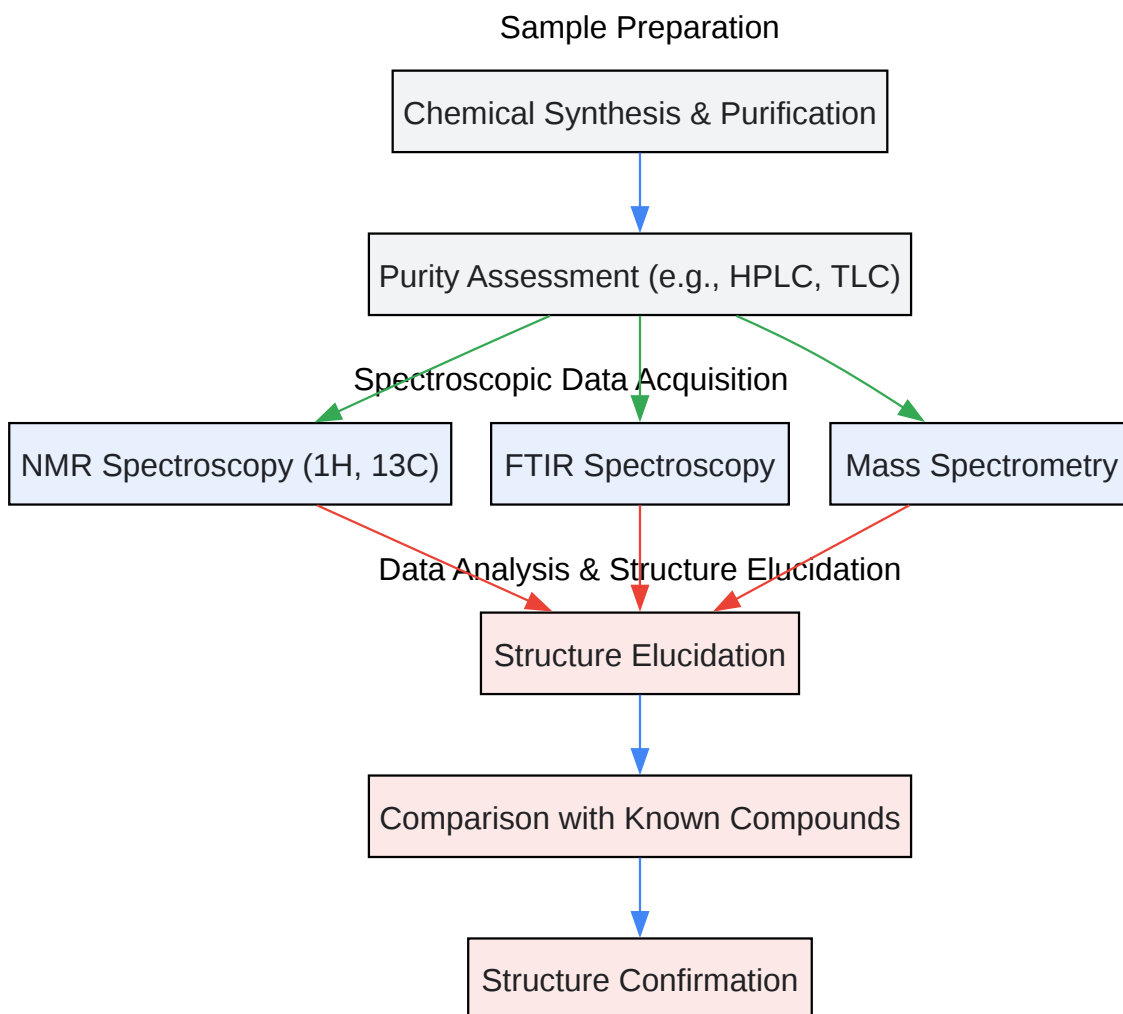 Sample Preparation
Chemical Synthesis & Purification
Purity Assessment (e.g., HPLC, TLC)
Spectroscopic Data Acquisition
NMR Spectroscopy (1H, 13C)
FTIR Spectroscopy
Mass Spectrometry
Data Analysis & Structure Elucidation
Structure Elucidation
Comparison with Known Compounds
Structure Confirmation